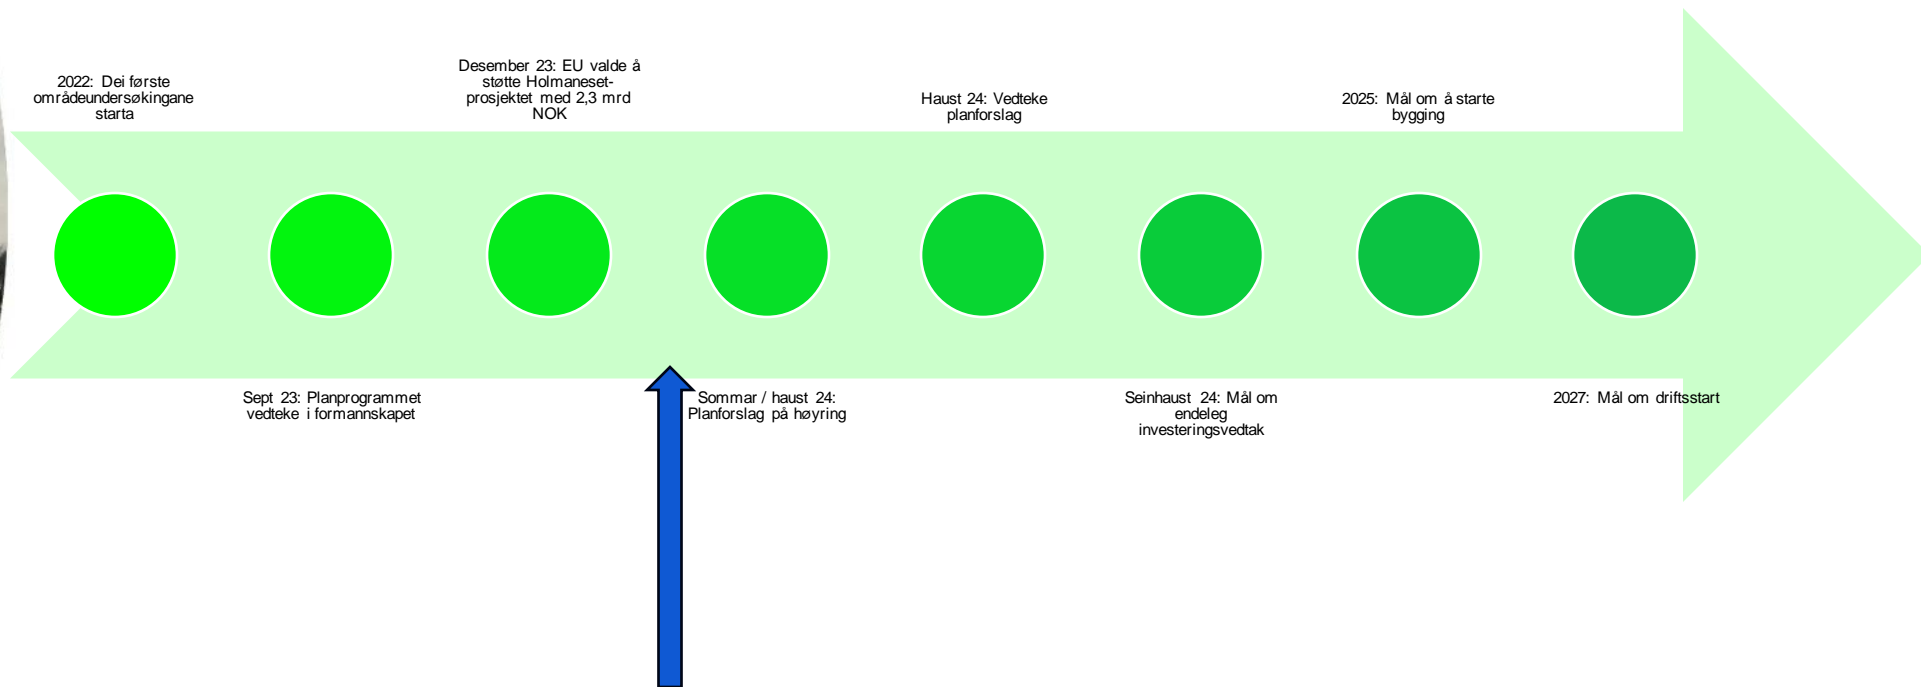 2022: Dei første
områdeundersøkingane
starta
Sept 23: Planprogrammet
vedteke i formannskapet
Desember 23: EU valde å
støtte Holmaneset-
prosjektet med 2,3 mrd
NOK
Sommar / haust 24:
Planforslag på høyring
Haust 24: Vedteke
planforslag
Seinhaust 24: Mål om
endeleg
investeringsvedtak
2025: Mål om å starte
bygging
2027: Mål om driftsstart